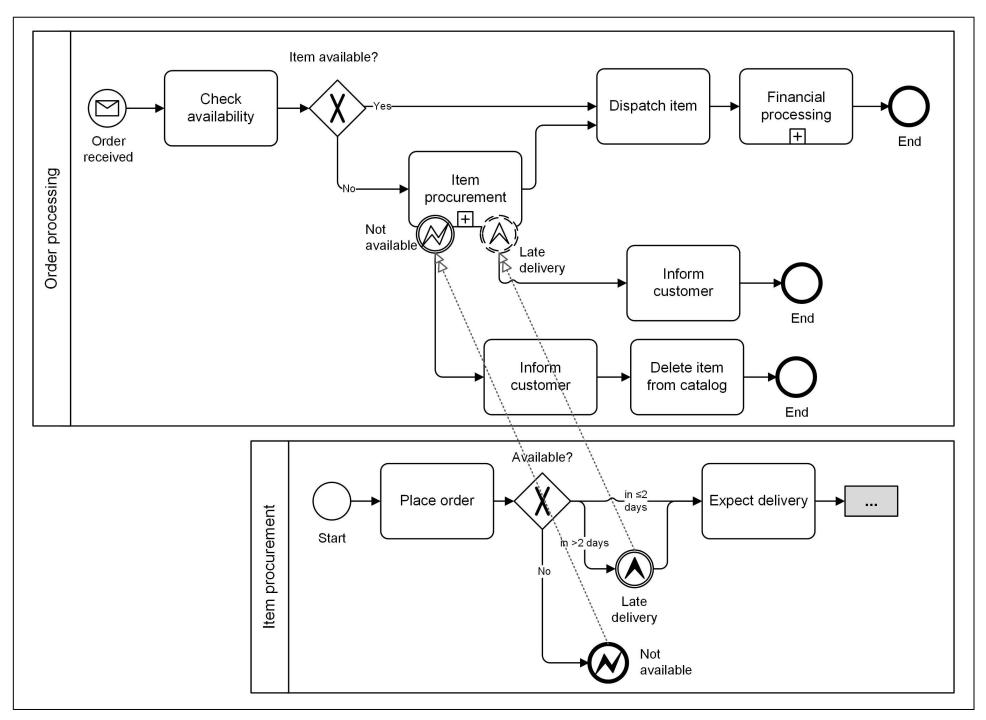 Order processing
Item available?
Order
received
Check
availability
Yes
No
Dispatch item
Financial
processing
End
Item
procurement
Not
available
Late
delivery
Inform
customer
End
Inform
customer
Delete item
from catalog
End
Item procurement
Start
Place order
Available?
in ≤2
days
in >2 days
No
Expect delivery
...
Late
delivery
Not
available